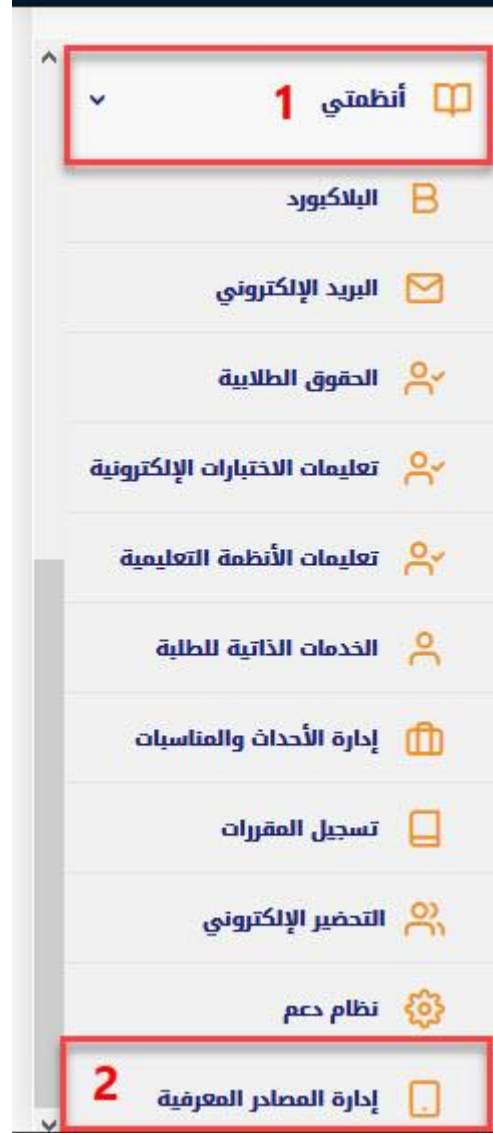 أنظمتي 1
البلاكبورد
البريد الإلكتروني
الحقوق الطلابية
تعليمات الاختبارات الإلكترونية
تعليمات الأنظمة التعليمية
الخدمات الذاتية للطلبة
إدارة الأحداث والمناسبات
تسجيل المقررات
التحضير الإلكتروني
نظام دعم
إدارة المصادر المعرفية 2